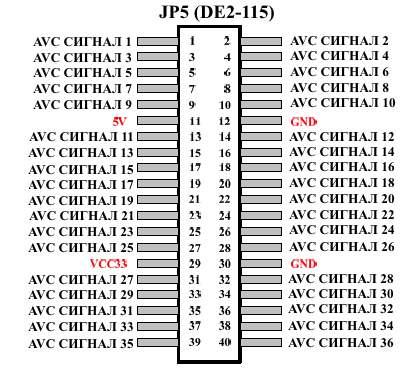 JP5 (DE2-115)
AVC СИГНАЛ 1 1 2 AVC СИГНАЛ 2
AVC СИГНАЛ 3 3 4 AVC СИГНАЛ 4
AVC СИГНАЛ 5 5 6 AVC СИГНАЛ 6
AVC СИГНАЛ 7 7 8 AVC СИГНАЛ 8
AVC СИГНАЛ 9 9 10 AVC СИГНАЛ 10
5V 11 12 GND
AVC СИГНАЛ 11 13 14 AVC СИГНАЛ 12
AVC СИГНАЛ 13 15 16 AVC СИГНАЛ 14
AVC СИГНАЛ 15 17 18 AVC СИГНАЛ 16
AVC СИГНАЛ 17 19 20 AVC СИГНАЛ 18
AVC СИГНАЛ 19 21 22 AVC СИГНАЛ 20
AVC СИГНАЛ 21 23 24 AVC СИГНАЛ 22
AVC СИГНАЛ 23 25 26 AVC СИГНАЛ 24
AVC СИГНАЛ 25 27 28 AVC СИГНАЛ 26
VCC33 29 30 GND
AVC СИГНАЛ 27 31 32 AVC СИГНАЛ 28
AVC СИГНАЛ 29 33 34 AVC СИГНАЛ 30
AVC СИГНАЛ 31 35 36 AVC СИГНАЛ 32
AVC СИГНАЛ 33 37 38 AVC СИГНАЛ 34
AVC СИГНАЛ 35 39 40 AVC СИГНАЛ 36